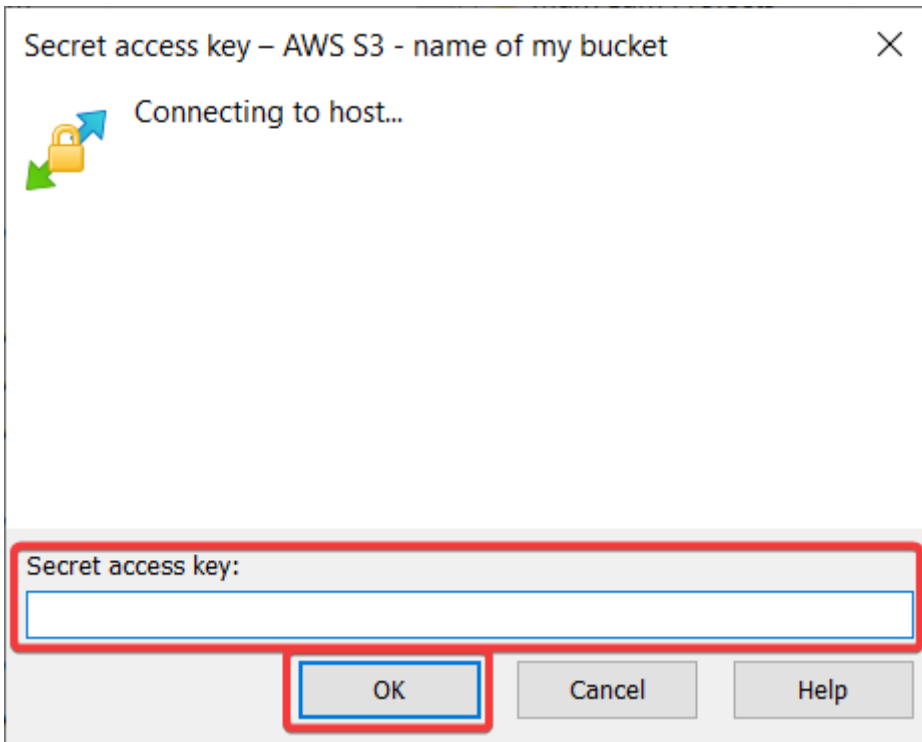 Secret access key – AWS S3 - name of my bucket
Connecting to host...
Secret access key:
OK
Cancel
Help